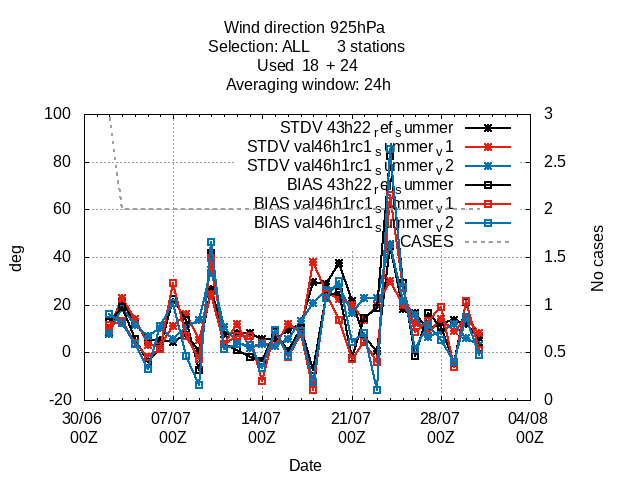 Wind direction 925hPa
Selection: ALL 3 stations
Used 18 + 24
Averaging window: 24h
100
80
60
40
20
0
-20
deg
3
2.5
2
1.5
1
0.5
0
No cases
STDV 43h22_ref_summer
STDV val46h1rc1_summer_v1
STDV val46h1rc1_summer_v2
BIAS 43h22_ref_summer
BIAS val46h1rc1_summer_v1
BIAS val46h1rc1_summer_v2
CASES
30/06 07/07 14/07 21/07 28/07 04/08
00Z 00Z 00Z 00Z 00Z 00Z
Date